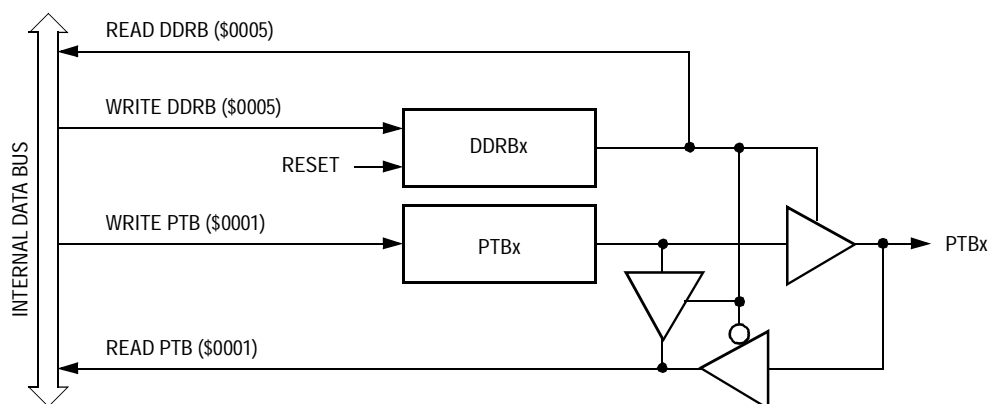 READ DDRB ($0005)
WRITE DDRB ($0005)
DDRBx
RESET
WRITE PTB ($0001)
PTBx
PTBx
READ PTB ($0001)
INTERNAL DATA BUS